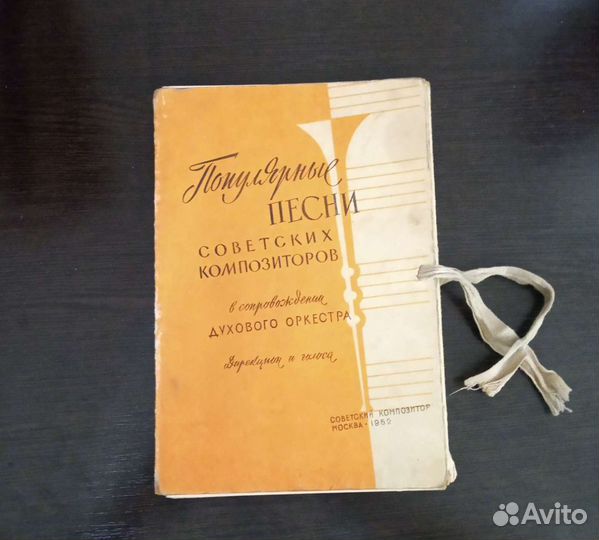 Популярные
ПЕСНИ
СОВЕТСКИХ
КОМПОЗИТОРОВ
в сопровождении
ДУХОВОГО ОРКЕСТРА
Дирекцион и голоса
СОВЕТСКИЙ КОМПОЗИТОР
МОСКВА • 1962
Avito